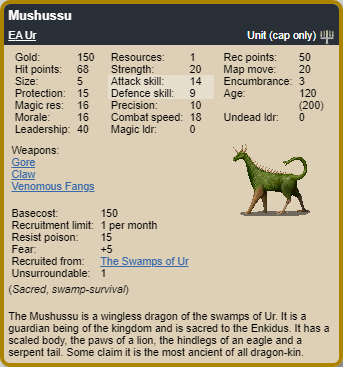 Mushussu
EA Ur Unit (cap only)
Gold: 150 Resources: 1 Rec points: 50
Hit points: 68 Strength: 20 Map move: 20
Size: 5 Attack skill: 14 Encumbrance: 3
Protection: 15 Defence skill: 9 Age: 120
Magic res: 16 Precision: 10 (200)
Morale: 16 Combat speed: 18 Undead ldr: 0
Leadership: 40 Magic ldr: 0
Weapons:
Gore
Claw
Venomous Fangs
Basecost: 150
Recruitment limit: 1 per month
Resist poison: 15
Fear: +5
Recruited from: The Swamps of Ur
Unsurroundable: 1
(Sacred, swamp-survival)
The Mushussu is a wingless dragon of the swamps of Ur. It is a
guardian being of the kingdom and is sacred to the Enkidus. It has a
scaled body, the paws of a lion, the hindlegs of an eagle and a
serpent tail. Some claim it is the most ancient of all dragon-kin.